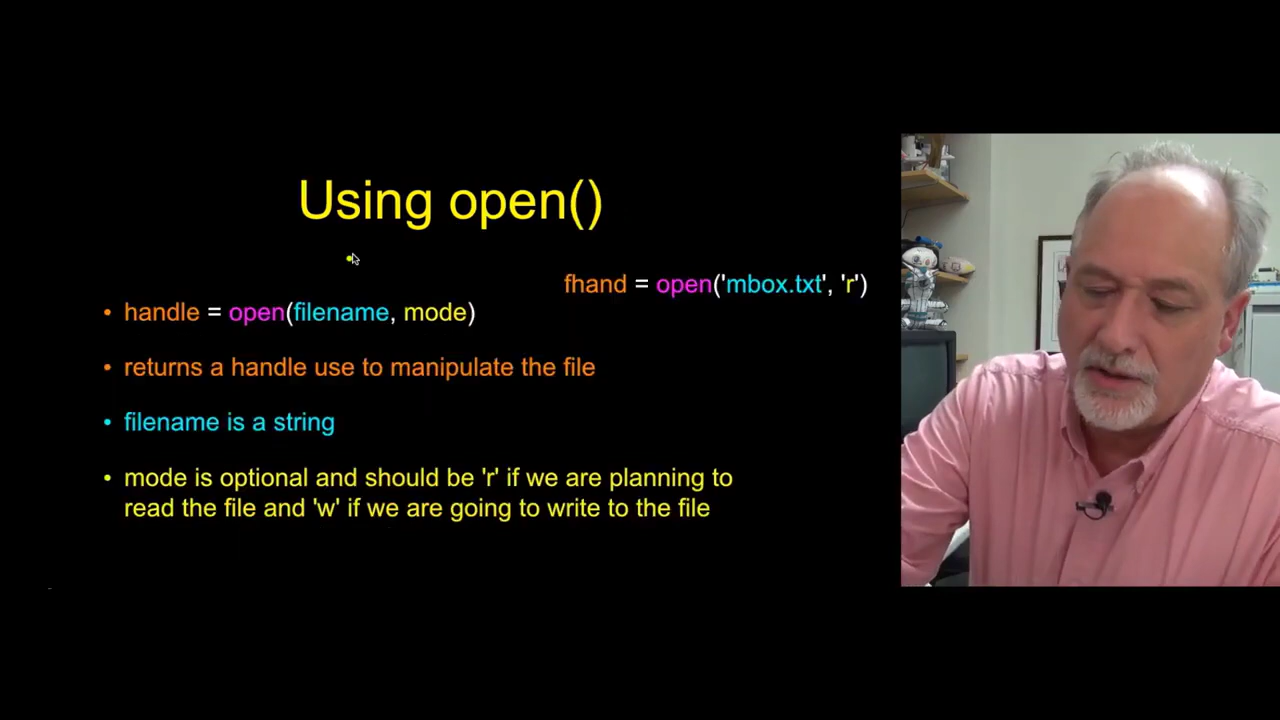 Using open()
fhand = open('mbox.txt', 'r')
• handle = open(filename, mode)
• returns a handle use to manipulate the file
• filename is a string
• mode is optional and should be 'r' if we are planning to
read the file and 'w' if we are going to write to the file